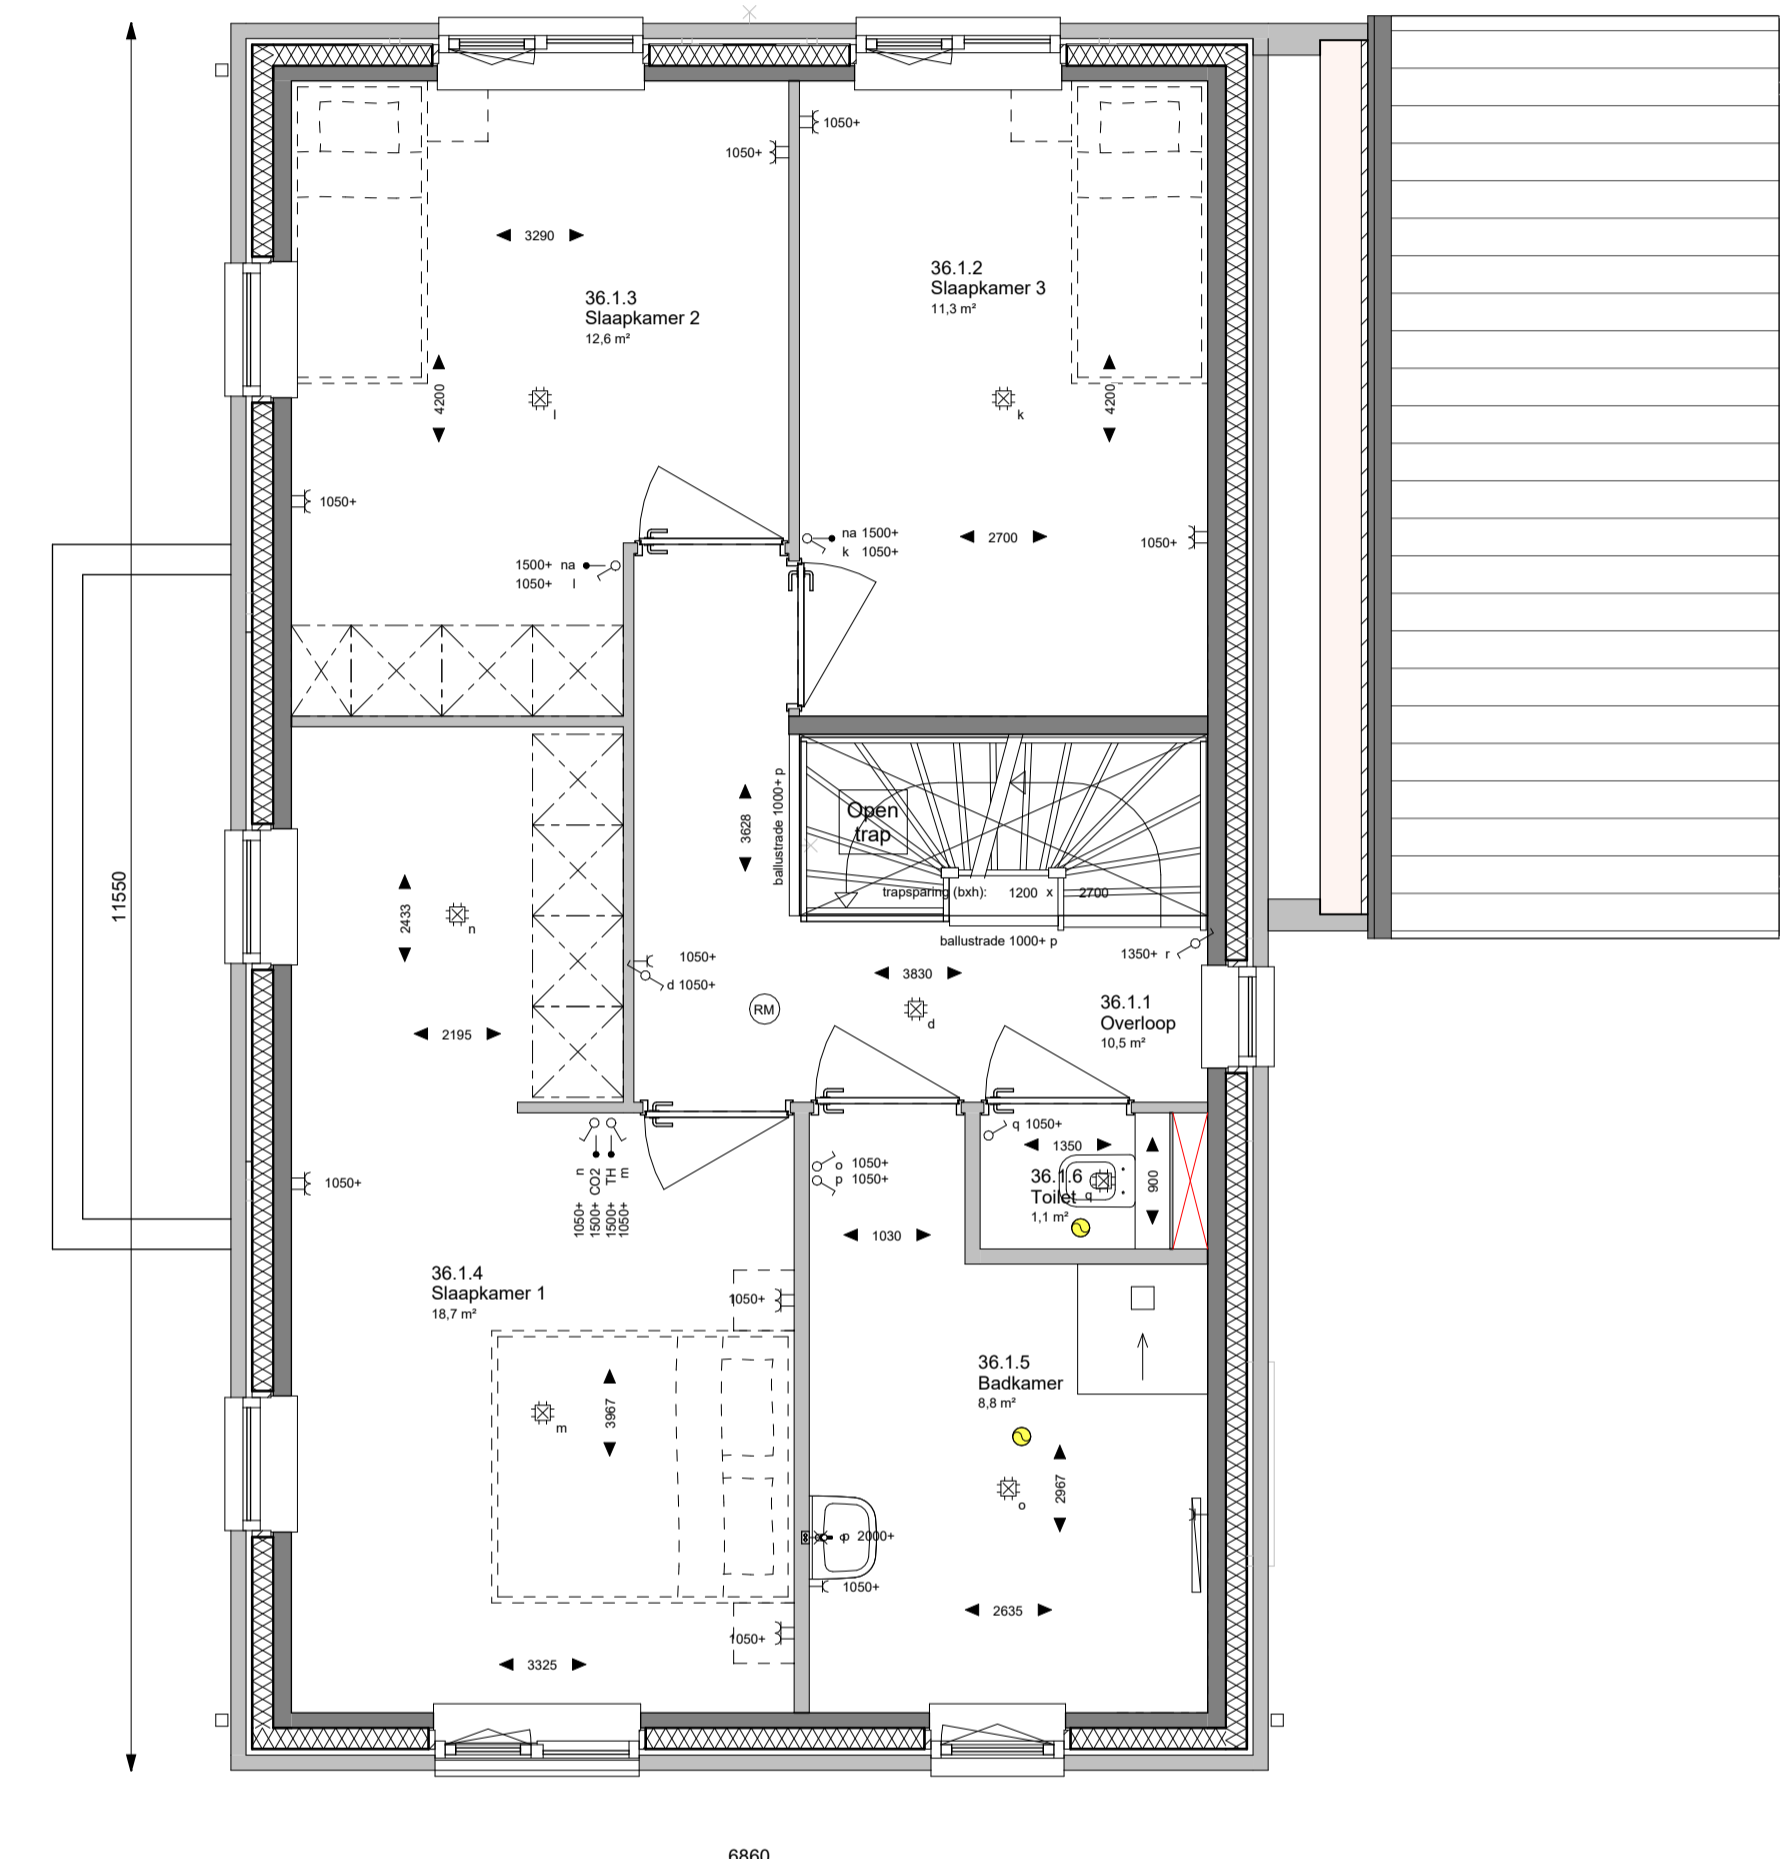 1050+
1050+
3290
36.1.3
Slaapkamer 2
12,6 m²
36.1.2
Slaapkamer 3
11,3 m²
4200
4200
l
k
1050+
1500+ na
1050+ l
na 1500+
k 1050+
2700
1050+
11550
3628
ballustrade 1000+ p
Open
trap
trapsparing (bxh): 1200 x 2700
ballustrade 1000+ p
2433
n
1050+
d 1050+
1350+ r
3830
RM
d
36.1.1
Overloop
10,5 m²
2195
1050+
1050+ n
1500+ CO2
1500+ TH
1050+ m
o 1050+
p 1050+
q 1050+
1350
900
36.1.6
Toilet
q
1,1 m²
1030
36.1.4
Slaapkamer 1
18,7 m²
1050+
36.1.5
Badkamer
8,8 m²
3967
m
2967
o
p 2000+
1050+
2635
1050+
3325
6860